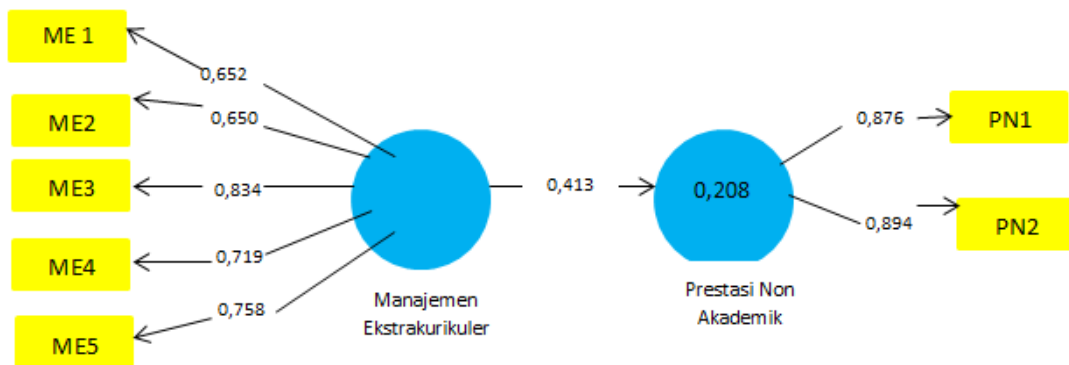 ME 1
0,652
ME2
0,650
ME3
0,834
ME4
0,719
ME5
0,758
Manajemen
Ekstrakurikuler
0,413
0,208
Prestasi Non
Akademik
0,876
PN1
0,894
PN2